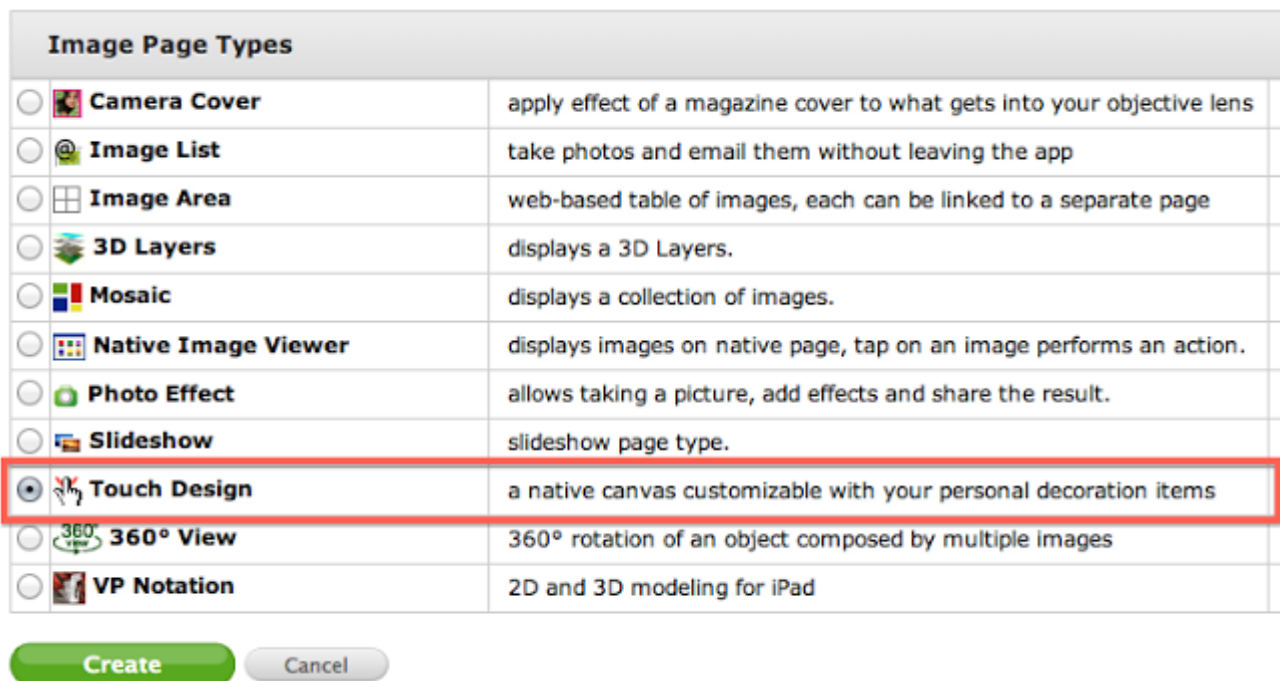 Image Page Types
Camera Cover apply effect of a magazine cover to what gets into your objective lens
Image List take photos and email them without leaving the app
Image Area web-based table of images, each can be linked to a separate page
3D Layers displays a 3D Layers.
Mosaic displays a collection of images.
Native Image Viewer displays images on native page, tap on an image performs an action.
Photo Effect allows taking a picture, add effects and share the result.
Slideshow slideshow page type.
Touch Design a native canvas customizable with your personal decoration items
360° view 360º View 360º rotation of an object composed by multiple images
VP Notation 2D and 3D modeling for iPad
Create Cancel